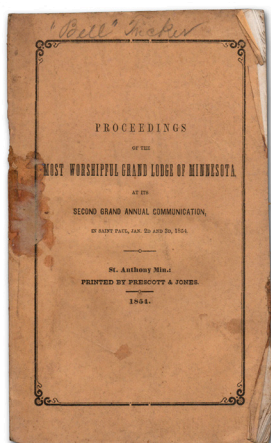 "Bell"
PROCEEDINGS
OF THE
MOST WORSHIPFUL GRAND LODGE OF MINNESOTA,
AT ITS
SECOND GRAND ANNUAL COMMUNICATION,
IN SAINT PAUL, JAN. 2D AND 3D, 1854.
St. Anthony Min.:
PRINTED BY PRESCOTT & JONES.
1854.